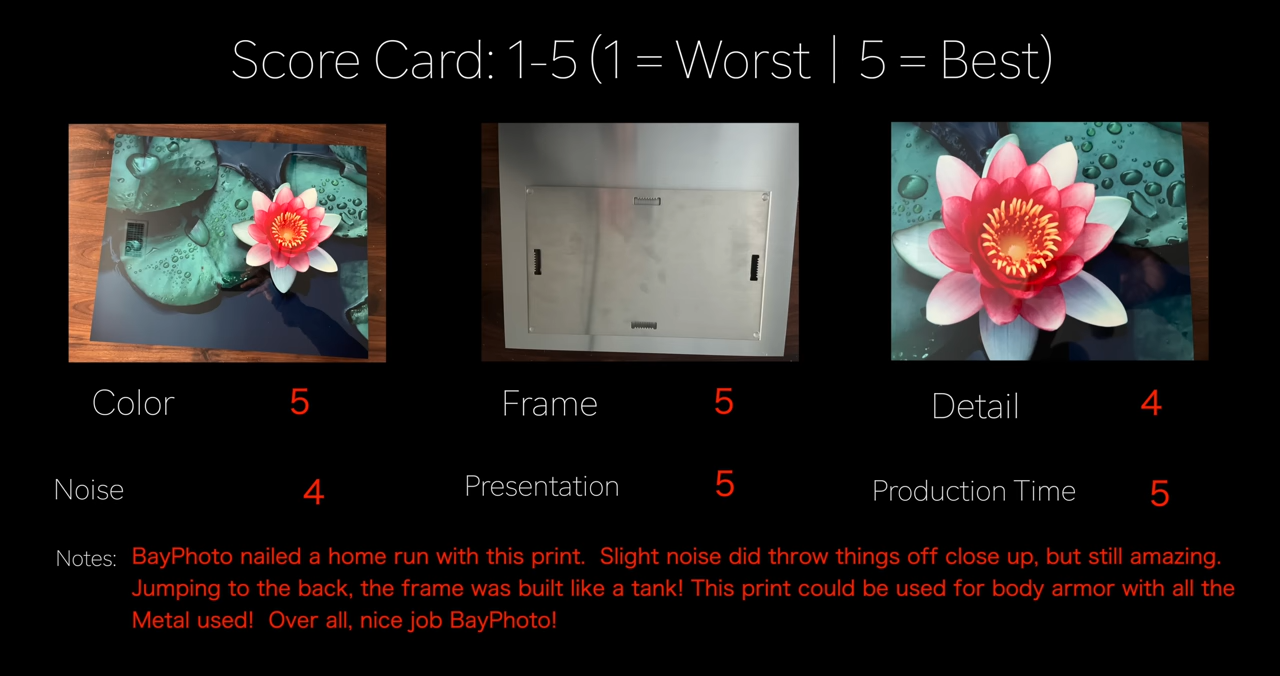 Score Card: 1-5 (1 = Worst | 5 = Best)
Color 5
Frame 5
Detail 4
Noise 4
Presentation 5
Production Time 5
Notes: BayPhoto nailed a home run with this print.  Slight noise did throw things off close up, but still amazing.
Jumping to the back, the frame was built like a tank! This print could be used for body armor with all the
Metal used!  Over all, nice job BayPhoto!